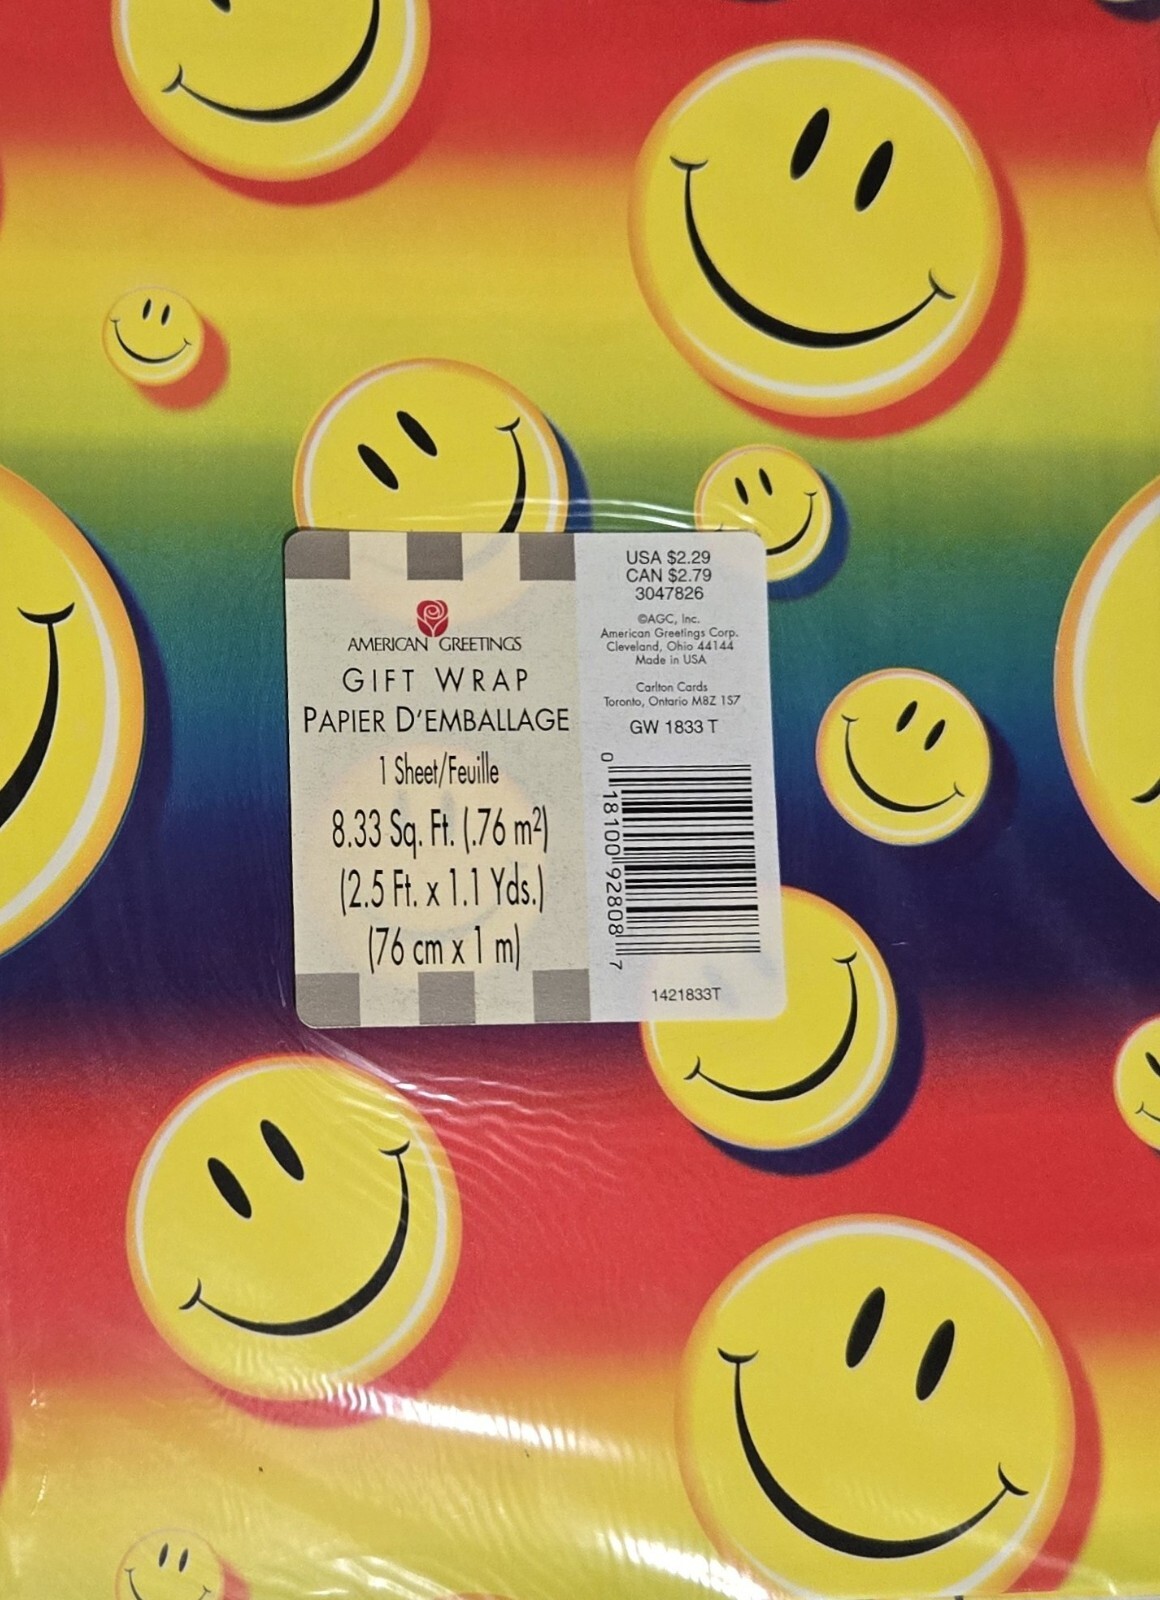 AMERICAN GREETINGS
GIFT WRAP
PAPIER D'EMBALLAGE
1 Sheet/Feuille
8.33 Sq. Ft. (.76 m²)
(2.5 Ft. x 1.1 Yds.)
(76 cm x 1 m)
USA $2.29
CAN $2.79
3047826
©AGC, Inc.
American Greetings Corp.
Cleveland, Ohio 44144
Made in USA
Carlton Cards
Toronto, Ontario M8Z 1S7
GW 1833 T
0 18100 92808 7
1421833T